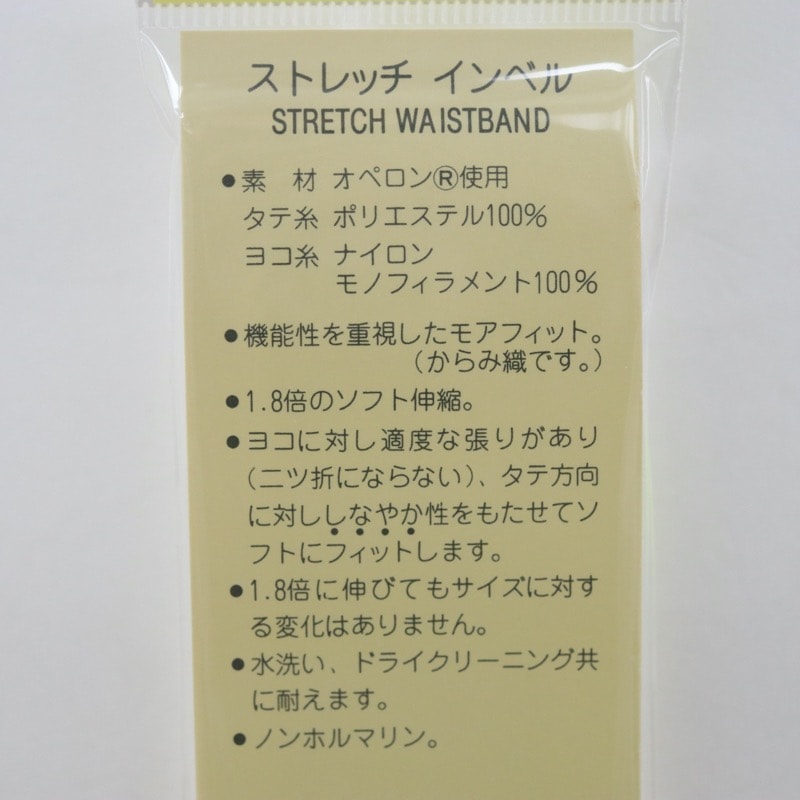 ストレッチ インベル
STRETCH WAISTBAND
●素　材 オペロン®使用
タテ糸 ポリエステル100%
ヨコ糸 ナイロン
モノフィラメント100%
●機能性を重視したモアフィット。
（からみ織です。）
●1.8倍のソフト伸縮。
●ヨコに対し適度な張りがあり
（二ツ折にならない）、タテ方向
に対ししなやか性をもたせてソ
フトにフィットします。
●1.8倍に伸びてもサイズに対す
る変化はありません。
●水洗い、ドライクリーニング共
に耐えます。
●ノンホルマリン。